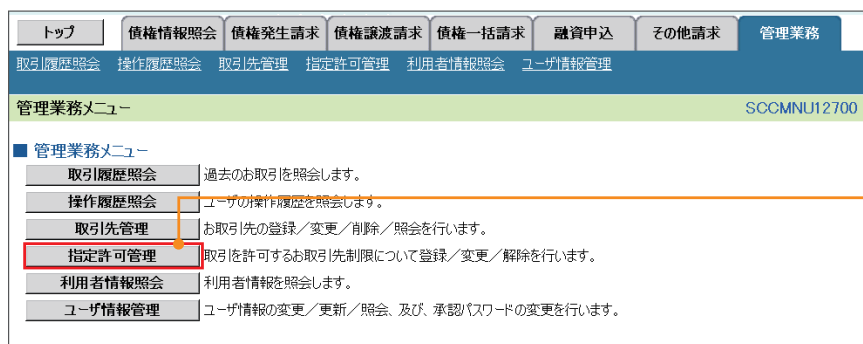 トップ 債権情報照会 債権発生請求 債権譲渡請求 債権一括請求 融資申込 その他請求 管理業務
取引履歴照会 操作履歴照会 取引先管理 指定許可管理 利用者情報照会 ユーザ情報管理
管理業務メニュー SCCMNU12700
■ 管理業務メニュー
取引履歴照会 過去のお取引を照会します。
操作履歴照会 ユーザの操作履歴を照会します。
取引先管理 お取引先の登録／変更／削除／照会を行います。
指定許可管理 取引を許可するお取引先制限について登録／変更／解除を行います。
利用者情報照会 利用者情報を照会します。
ユーザ情報管理 ユーザ情報の変更／更新／照会、及び、承認パスワードの変更を行います。